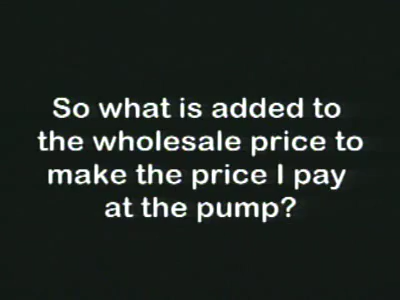 So what is added to
the wholesale price to
make the price I pay
at the pump?